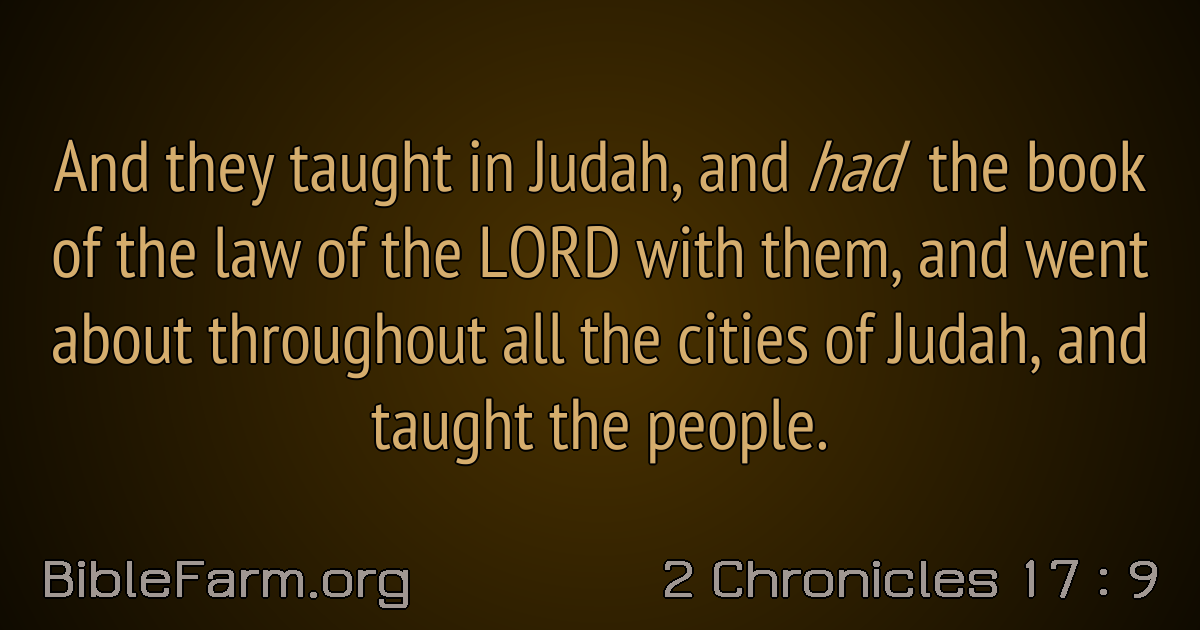 And they taught in Judah, and had the book
of the law of the LORD with them, and went
about throughout all the cities of Judah, and
taught the people.
BibleFarm.org
2 Chronicles 17 : 9